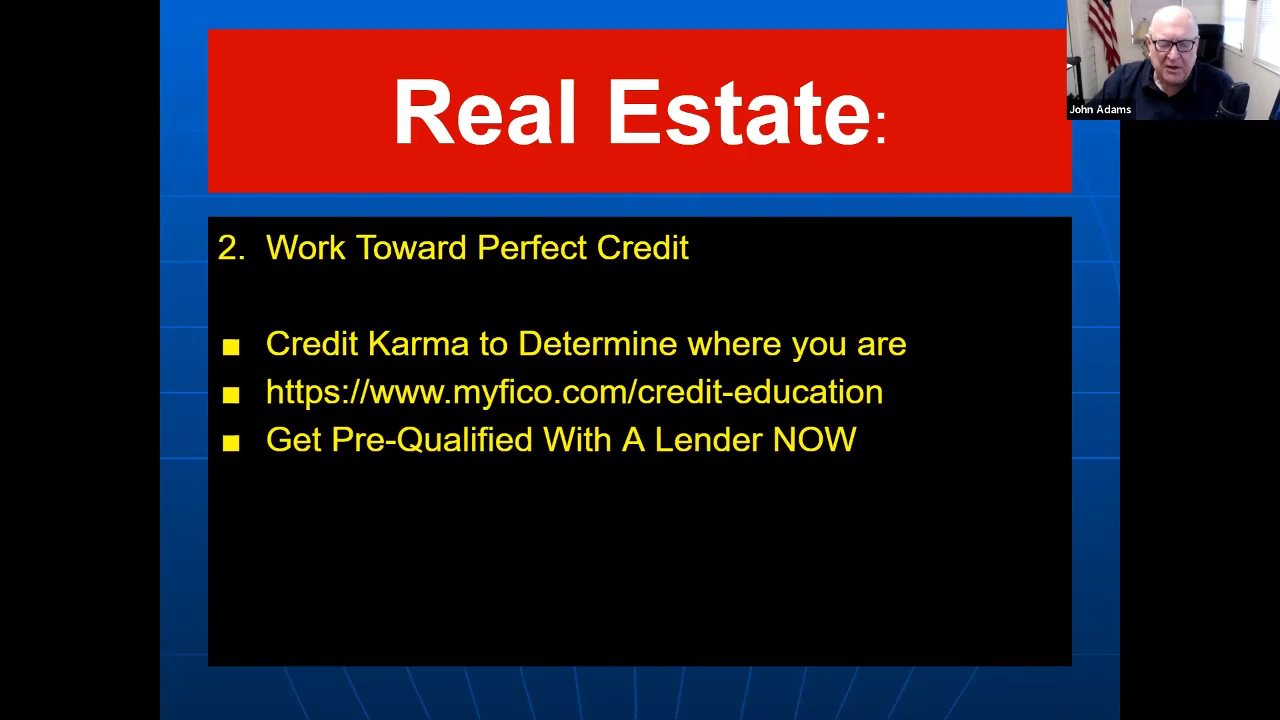 Real Estate:
John Adams
2. Work Toward Perfect Credit
■ Credit Karma to Determine where you are
■ https://www.myfico.com/credit-education
■ Get Pre-Qualified With A Lender NOW